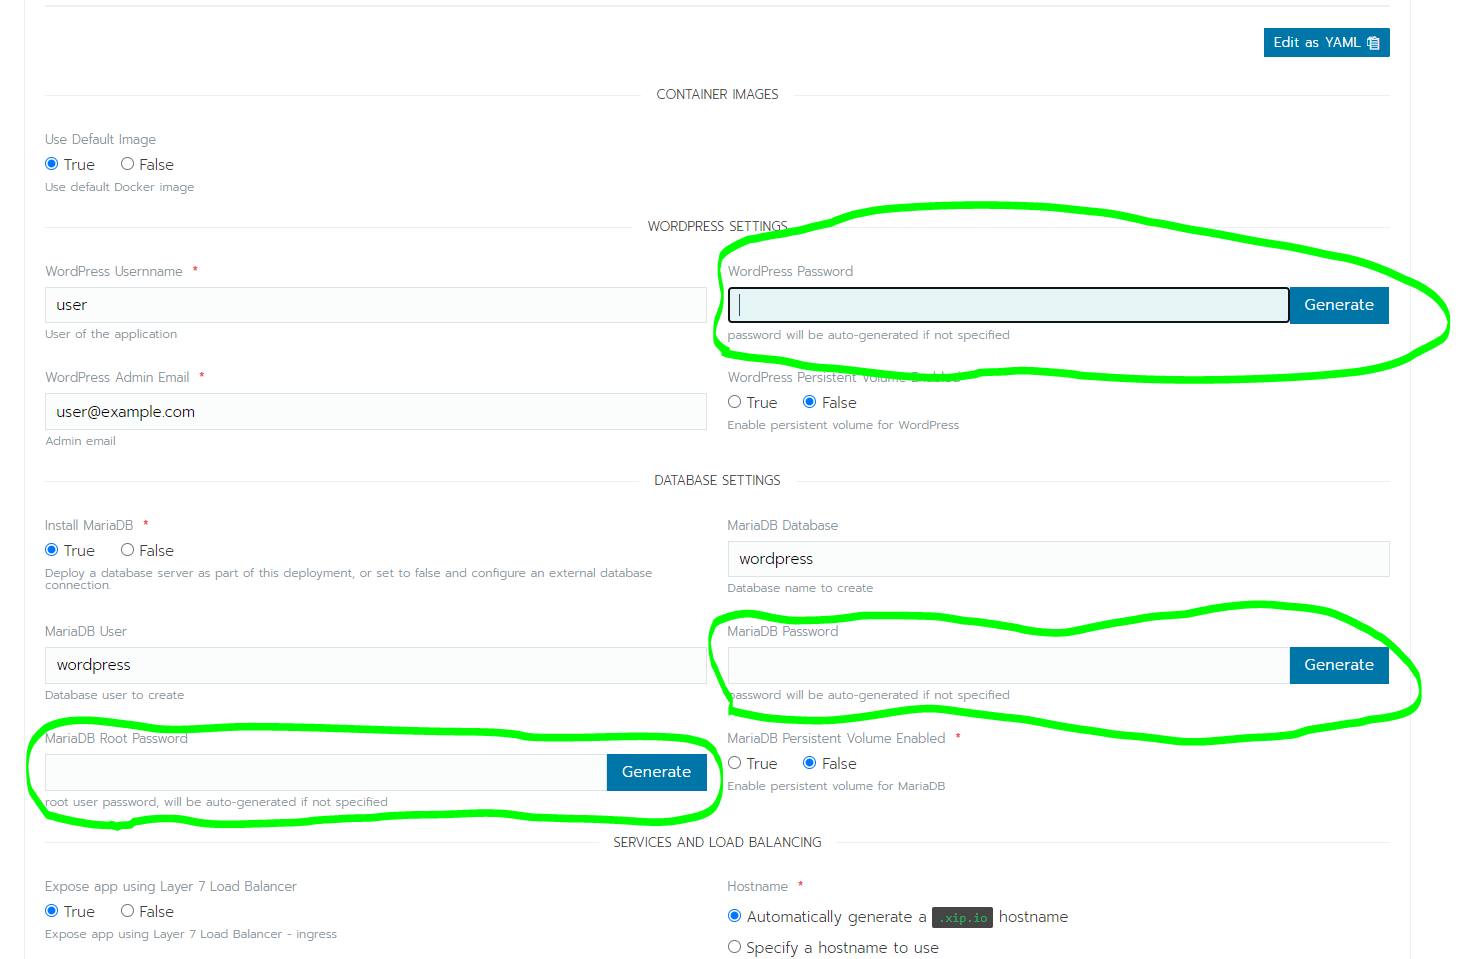 Edit as YAML
CONTAINER IMAGES
Use Default Image
True False
Use default Docker image
WORDPRESS SETTINGS
WordPress Usernname *
user
User of the application
WordPress Password
Generate
password will be auto-generated if not specified
WordPress Admin Email *
user@example.com
Admin email
WordPress Persistent Volume Enabled
True False
Enable persistent volume for WordPress
DATABASE SETTINGS
Install MariaDB *
True False
Deploy a database server as part of this deployment, or set to false and configure an external database
connection.
MariaDB Database
wordpress
Database name to create
MariaDB User
wordpress
Database user to create
MariaDB Password
Generate
password will be auto-generated if not specified
MariaDB Root Password
Generate
root user password, will be auto-generated if not specified
MariaDB Persistent Volume Enabled *
True False
Enable persistent volume for MariaDB
SERVICES AND LOAD BALANCING
Expose app using Layer 7 Load Balancer
True False
Expose app using Layer 7 Load Balancer - ingress
Hostname *
Automatically generate a .xip.io hostname
Specify a hostname to use